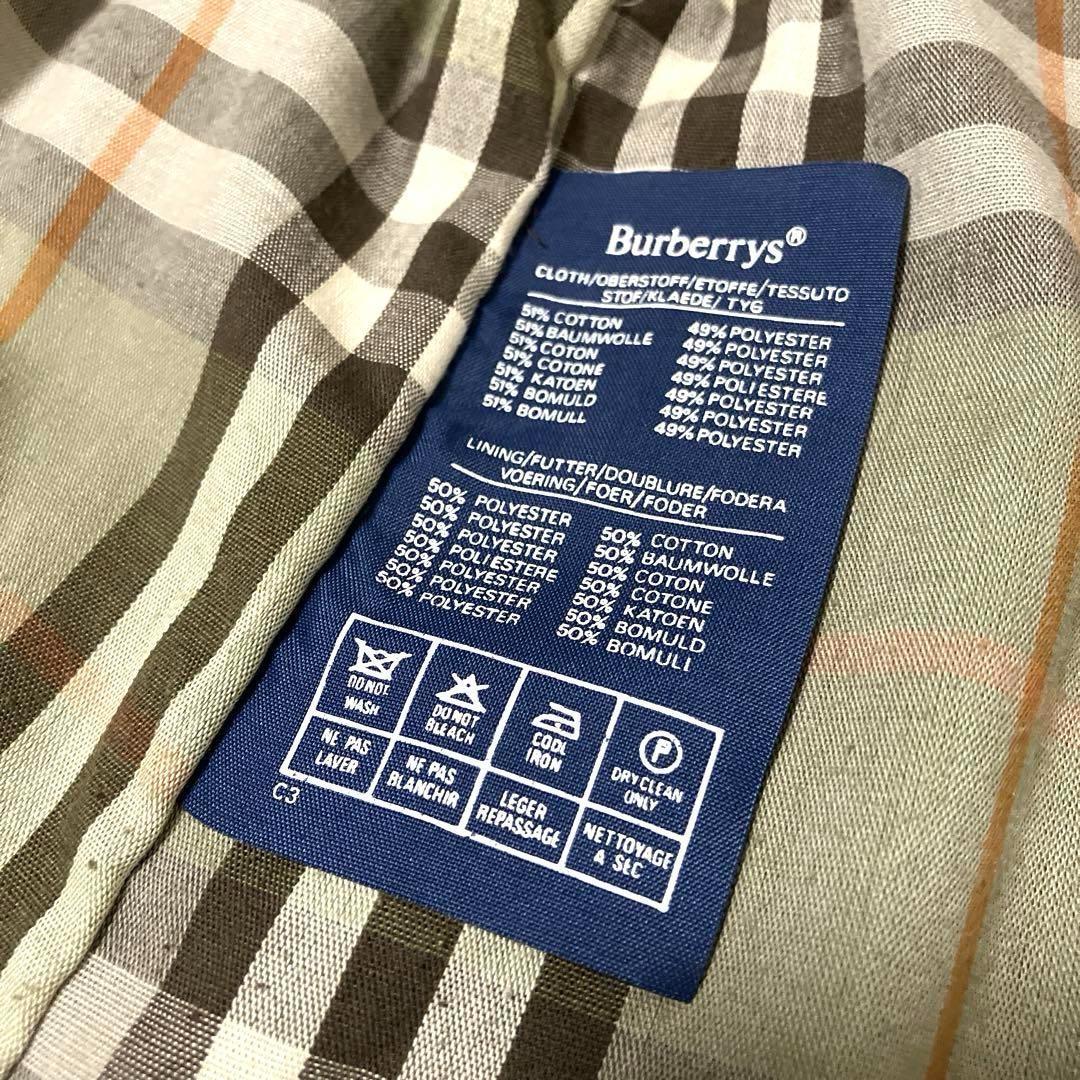 Burberrys®
CLOTH/OBERSTOFF/ETOFFE/TESSUTO
STOF/KLAEDE/ TYG
51% COTTON 49% POLYESTER
51% BAUMWOLLE 49% POLYESTER
51% COTON 49% POLYESTER
51% COTONE 49% POLIESTERE
51% KATOEN 49% POLYESTER
51% BOMULD 49% POLYESTER
51% BOMULL 49% POLYESTER
LINING/FUTTER/DOUBLURE/FODERA
VOERING/FOER/FODER
50% POLYESTER 50% COTTON
50% POLYESTER 50% BAUMWOLLE
50% POLYESTER 50% COTON
50% POLIESTERE 50% COTONE
50% POLYESTER 50% KATOEN
50% POLYESTER 50% BOMULD
50% POLYESTER 50% BOMULL
DO NOT
WASH
DO NOT
BLEACH
COOL
IRON
P
DRY CLEAN
ONLY
NE PAS
LAVER
NE PAS
BLANCHIR
LEGER
REPASSAGE
NETTOYAGE
A SEC
C3